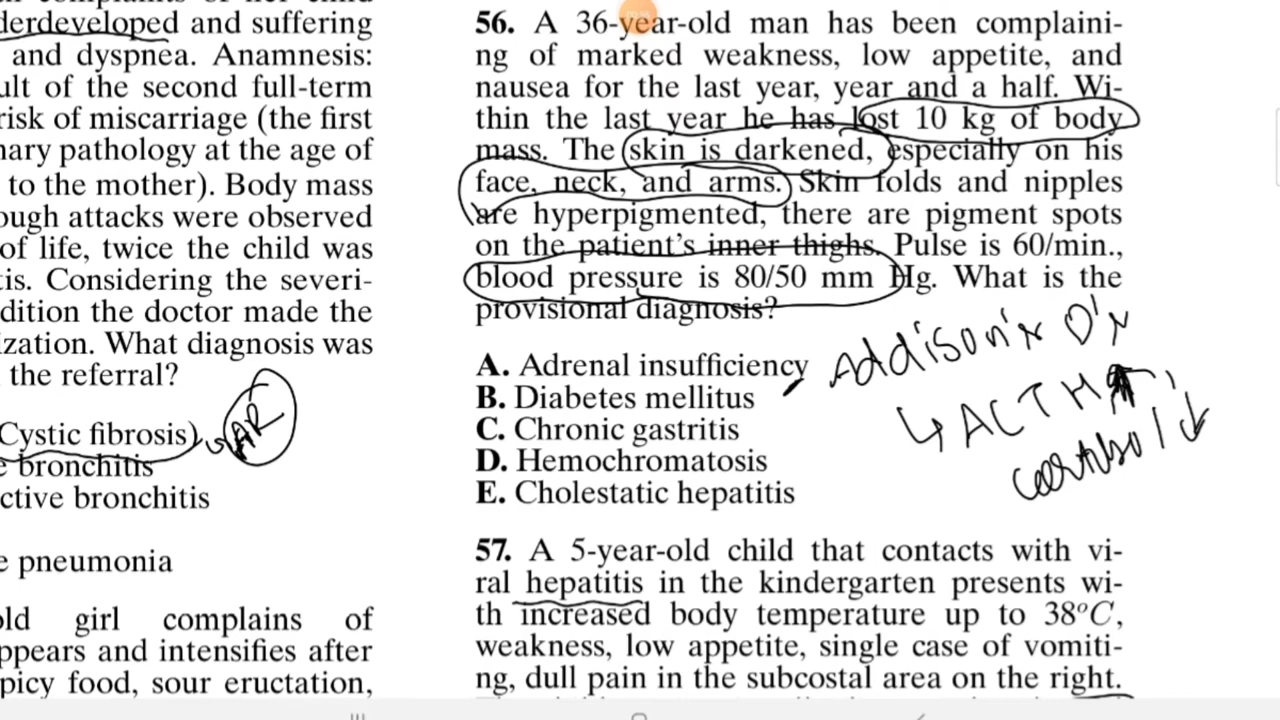 derdeveloped and suffering
and dyspnea. Anamnesis:
ult of the second full-term
risk of miscarriage (the first
nary pathology at the age of
to the mother). Body mass
ough attacks were observed
of life, twice the child was
tis. Considering the severi-
dition the doctor made the
ization. What diagnosis was
the referral?
Cystic fibrosis)
AR
e bronchitis
ctive bronchitis
e pneumonia
old girl complains of
ppears and intensifies after
picy food, sour eructation,
56. A 36-year-old man has been complaini-
ng of marked weakness, low appetite, and
nausea for the last year, year and a half. Wi-
thin the last year he has lost 10 kg of body
mass. The skin is darkened, especially on his
face, neck, and arms. Skin folds and nipples
are hyperpigmented, there are pigment spots
on the patient's inner thighs. Pulse is 60/min.,
blood pressure is 80/50 mm Hg. What is the
provisional diagnosis?
A. Adrenal insufficiency
B. Diabetes mellitus
C. Chronic gastritis
D. Hemochromatosis
E. Cholestatic hepatitis
Addison's D's
↳ ACTH ↑,
↓
57. A 5-year-old child that contacts with vi-
ral hepatitis in the kindergarten presents wi-
th increased body temperature up to 38°C,
weakness, low appetite, single case of vomiti-
ng, dull pain in the subcostal area on the right.